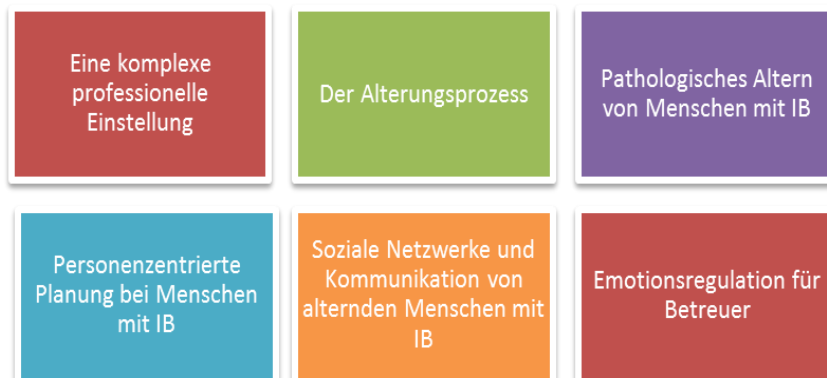 Eine komplexe
professionelle
Einstellung
Der Alterungsprozess
Pathologisches Altern
von Menschen mit IB
Personenzentrierte
Planung bei Menschen
mit IB
Soziale Netzwerke und
Kommunikation von
alternden Menschen mit
IB
Emotionsregulation für
Betreuer